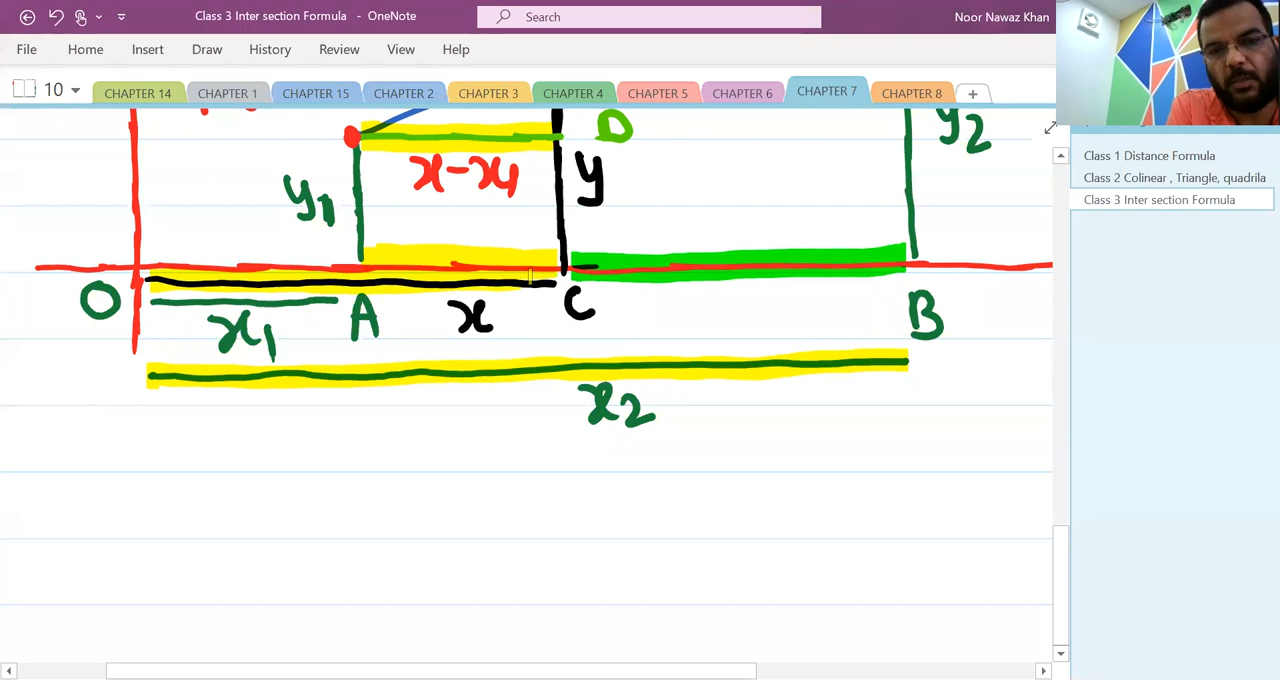 Class 3 Inter section Formula - OneNote
Search
Noor Nawaz Khan
File Home Insert Draw History Review View Help
10 CHAPTER 14 CHAPTER 1 CHAPTER 15 CHAPTER 2 CHAPTER 3 CHAPTER 4 CHAPTER 5 CHAPTER 6 CHAPTER 7 CHAPTER 8 +
Class 1 Distance Formula
Class 2 Colinear , Triangle, quadrila
Class 3 Inter section Formula
D y2
x-x1 y
y1
O x1 A x C B
x2